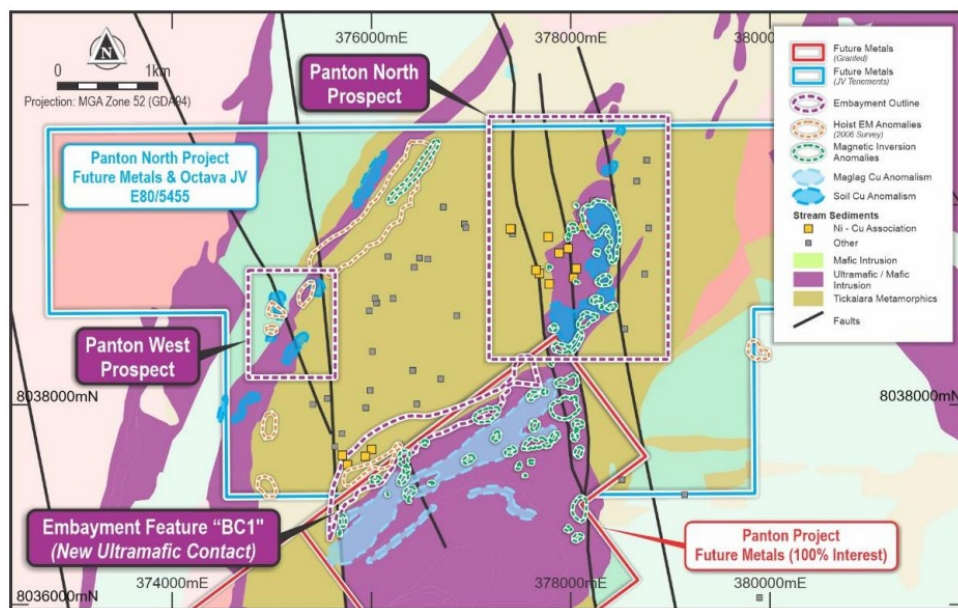 376000mE
378000mE
380000
N
0
1km
Projection: MGA Zone 52 (GDA94)
Panton North
Prospect
Panton North Project
Future Metals & Octava JV
E80/5455
Future Metals
(Granted)
Future Metals
(JV Tenements)
Embayment Outline
Hoist EM Anomalies
(2006 Survey)
Magnetic Inversion
Anomalies
Maglag Cu Anomalism
Soil Cu Anomalism
Stream Sediments
Ni - Cu Association
Other
Mafic Intrusion
Ultramafic / Mafic
Intrusion
Tickalara Metamorphics
Faults
Panton West
Prospect
8038000mN
8038000mN
Embayment Feature "BC1"
(New Ultramafic Contact)
Panton Project
Future Metals (100% Interest)
374000mE
378000mE
380000mE
8036000mN
8036000mN